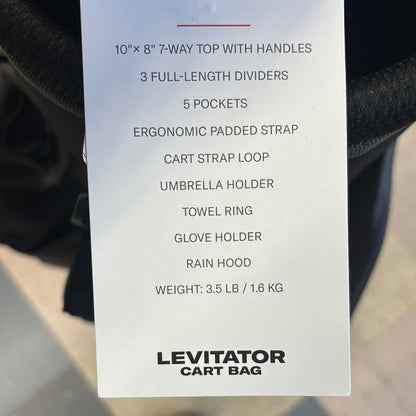 10"× 8" 7-WAY TOP WITH HANDLES
3 FULL-LENGTH DIVIDERS
5 POCKETS
ERGONOMIC PADDED STRAP
CART STRAP LOOP
UMBRELLA HOLDER
TOWEL RING
GLOVE HOLDER
RAIN HOOD
WEIGHT: 3.5 LB / 1.6 KG
LEVITATOR
CART BAG